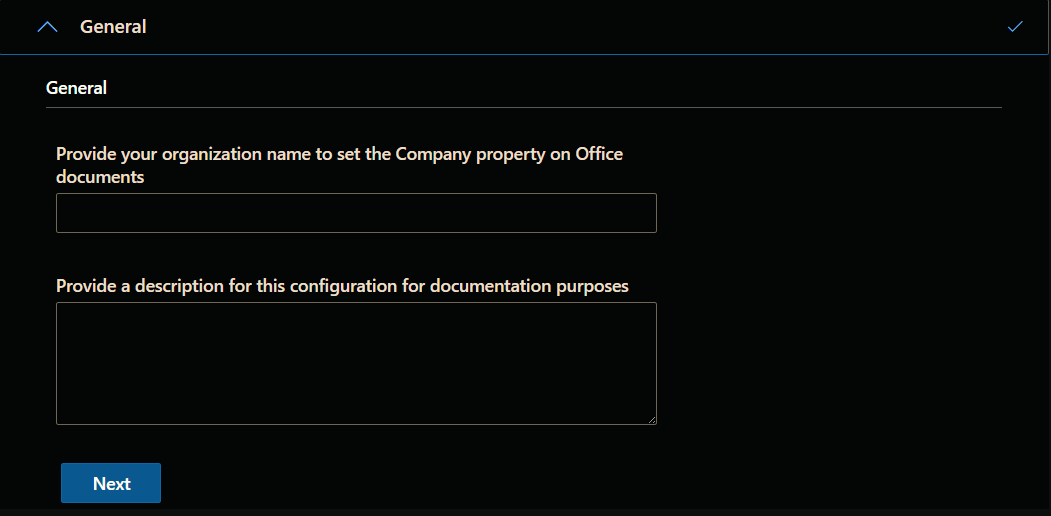 General
General
Provide your organization name to set the Company property on Office
documents
Provide a description for this configuration for documentation purposes
Next